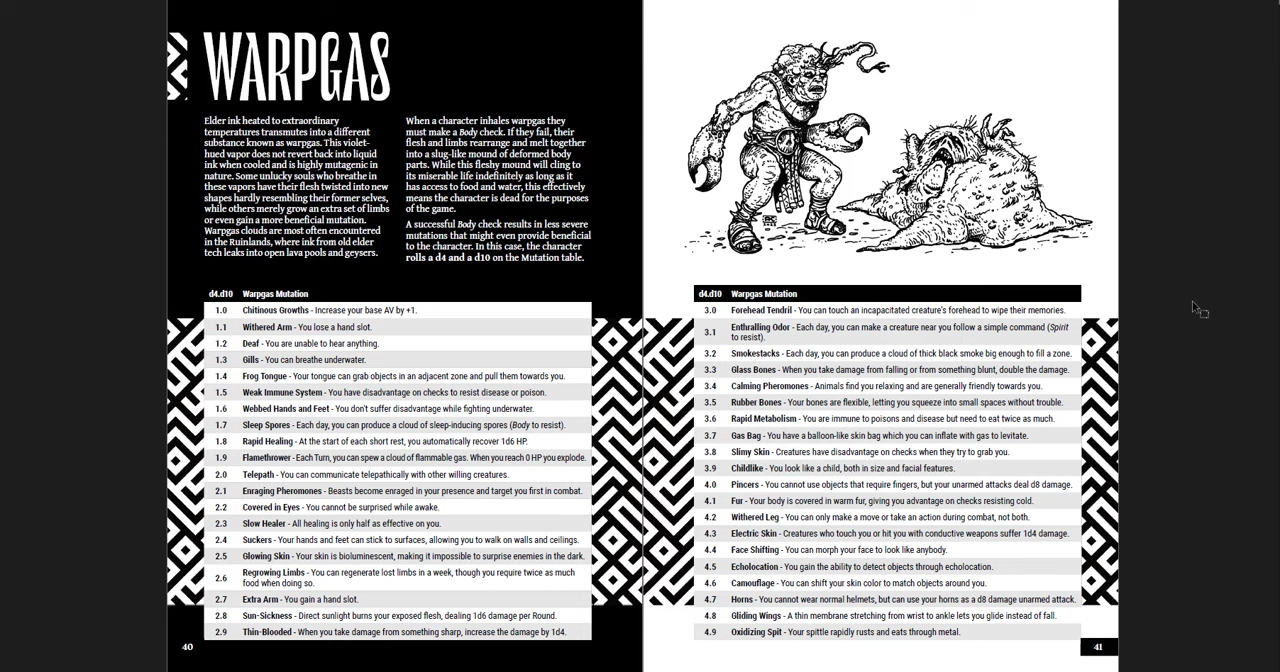 WARPGAS
Elder ink heated to extraordinary
temperatures transmutes into a different
substance known as warpgas. This violet-
hued vapor does not revert back into liquid
ink when cooled and is highly mutagenic in
nature. Some unlucky souls who breathe in
these vapors have their flesh twisted into new
shapes hardly resembling their former selves,
while others merely grow an extra set of limbs
or even gain a more beneficial mutation.
Warpgas clouds are most often encountered
in the Ruinlands, where ink from old elder
tech leaks into open lava pools and geysers.
When a character inhales warpgas they
must make a Body check. If they fail, their
flesh and limbs rearrange and melt together
into a slug-like mound of deformed body
parts. While this fleshy mound will cling to
its miserable life indefinitely as long as it
has access to food and water, this effectively
means the character is dead for the purposes
of the game.
A successful Body check results in less severe
mutations that might even provide beneficial
to the character. In this case, the character
rolls a d4 and a d10 on the Mutation table.
d4.d10 Warpgas Mutation
1.0 Chitinous Growths - Increase your base AV by +1.
1.1 Withered Arm - You lose a hand slot.
1.2 Deaf - You are unable to hear anything.
1.3 Gills - You can breathe underwater.
1.4 Frog Tongue - Your tongue can grab objects in an adjacent zone and pull them towards you.
1.5 Weak Immune System - You have disadvantage on checks to resist disease or poison.
1.6 Webbed Hands and Feet - You don't suffer disadvantage while fighting underwater.
1.7 Sleep Spores - Each day, you can produce a cloud of sleep-inducing spores (Body to resist).
1.8 Rapid Healing - At the start of each short rest, you automatically recover 1d6 HP.
1.9 Flamethrower - Each Turn, you can spew a cloud of flammable gas. When you reach 0 HP you explode.
2.0 Telepath - You can communicate telepathically with other willing creatures.
2.1 Enraging Pheromones - Beasts become enraged in your presence and target you first in combat.
2.2 Covered in Eyes - You cannot be surprised while awake.
2.3 Slow Healer - All healing is only half as effective on you.
2.4 Suckers - Your hands and feet can stick to surfaces, allowing you to walk on walls and ceilings.
2.5 Glowing Skin - Your skin is bioluminescent, making it impossible to surprise enemies in the dark.
2.6 Regrowing Limbs - You can regenerate lost limbs in a week, though you require twice as much
food when doing so.
2.7 Extra Arm - You gain a hand slot.
2.8 Sun-Sickness - Direct sunlight burns your exposed flesh, dealing 1d6 damage per Round.
2.9 Thin-Blooded - When you take damage from something sharp, increase the damage by 1d4.
40
d4.d10 Warpgas Mutation
3.0 Forehead Tendril - You can touch an incapacitated creature's forehead to wipe their memories.
3.1 Enthralling Odor - Each day, you can make a creature near you follow a simple command (Spirit
to resist).
3.2 Smokestacks - Each day, you can produce a cloud of thick black smoke big enough to fill a zone.
3.3 Glass Bones - When you take damage from falling or from something blunt, double the damage.
3.4 Calming Pheromones - Animals find you relaxing and are generally friendly towards you.
3.5 Rubber Bones - Your bones are flexible, letting you squeeze into small spaces without trouble.
3.6 Rapid Metabolism - You are immune to poisons and disease but need to eat twice as much.
3.7 Gas Bag - You have a balloon-like skin bag which you can inflate with gas to levitate.
3.8 Slimy Skin - Creatures have disadvantage on checks when they try to grab you.
3.9 Childlike - You look like a child, both in size and facial features.
4.0 Pincers - You cannot use objects that require fingers, but your unarmed attacks deal d8 damage.
4.1 Fur - Your body is covered in warm fur, giving you advantage on checks resisting cold.
4.2 Withered Leg - You can only make a move or take an action during combat, not both.
4.3 Electric Skin - Creatures who touch you or hit you with conductive weapons suffer 1d4 damage.
4.4 Face Shifting - You can morph your face to look like anybody.
4.5 Echolocation - You gain the ability to detect objects through echolocation.
4.6 Camouflage - You can shift your skin color to match objects around you.
4.7 Horns - You cannot wear normal helmets, but can use your horns as a d8 damage unarmed attack.
4.8 Gliding Wings - A thin membrane stretching from wrist to ankle lets you glide instead of fall.
4.9 Oxidizing Spit - Your spittle rapidly rusts and eats through metal.
41